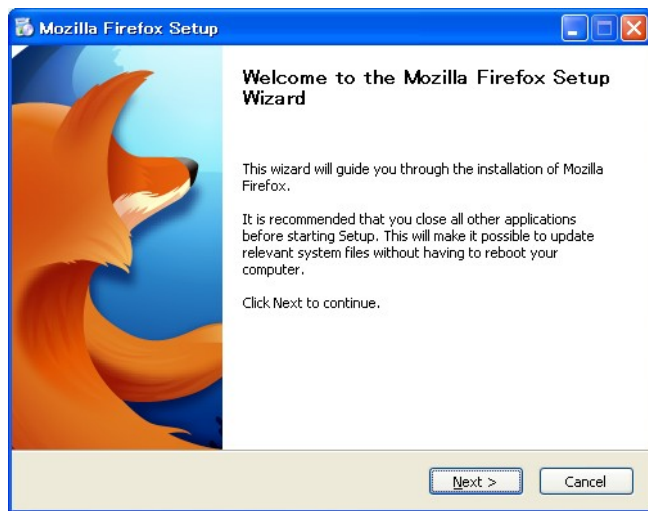 Mozilla Firefox Setup
Welcome to the Mozilla Firefox Setup
Wizard
This wizard will guide you through the installation of Mozilla
Firefox.
It is recommended that you close all other applications
before starting Setup. This will make it possible to update
relevant system files without having to reboot your
computer.
Click Next to continue.
Next >
Cancel